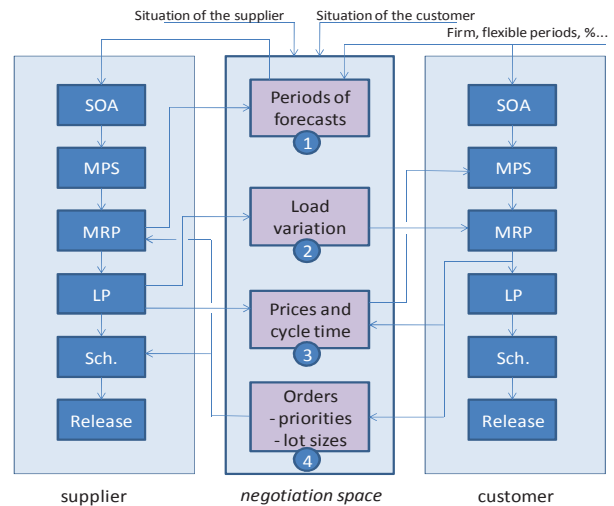 Situation of the supplier
Situation of the customer
Firm, flexible periods, %...
SOA
MPS
MRP
LP
Sch.
Release
supplier
Periods of
forecasts
1
Load
variation
2
Prices and
cycle time
3
Orders
- priorities
- lot sizes
4
negotiation space
SOA
MPS
MRP
LP
Sch.
Release
customer